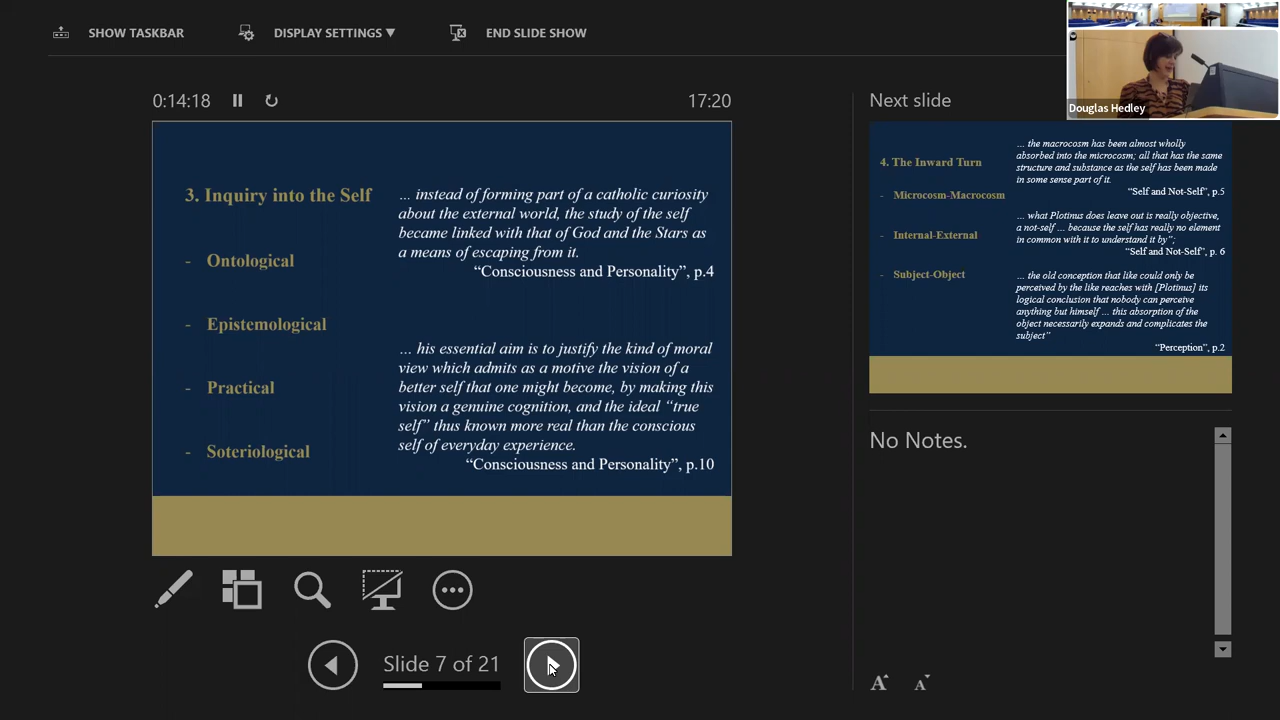 SHOW TASKBAR
DISPLAY SETTINGS ▼
END SLIDE SHOW
0:14:18
17:20
3. Inquiry into the Self
- Ontological
- Epistemological
- Practical
- Soteriological
... instead of forming part of a catholic curiosity
about the external world, the study of the self
became linked with that of God and the Stars as
a means of escaping from it.
“Consciousness and Personality”, p.4
... his essential aim is to justify the kind of moral
view which admits as a motive the vision of a
better self that one might become, by making this
vision a genuine cognition, and the ideal “true
self” thus known more real than the conscious
self of everyday experience.
“Consciousness and Personality”, p.10
Slide 7 of 21
Douglas Hedley
Next slide
4. The Inward Turn
- Microcosm-Macrocosm
- Internal-External
- Subject-Object
... the macrocosm has been almost wholly
absorbed into the microcosm; all that has the same
structure and substance as the self has been made
in some sense part of it.
“Self and Not-Self”, p.5
... what Plotinus does leave out is really objective,
a not-self ... because the self has really no element
in common with it to understand it by”;
“Self and Not-Self”, p. 6
... the old conception that like could only be
perceived by the like reaches with [Plotinus] its
logical conclusion that nobody can perceive
anything but himself ... this absorption of the
object necessarily expands and complicates the
subject”
“Perception”, p.2
No Notes.
A A